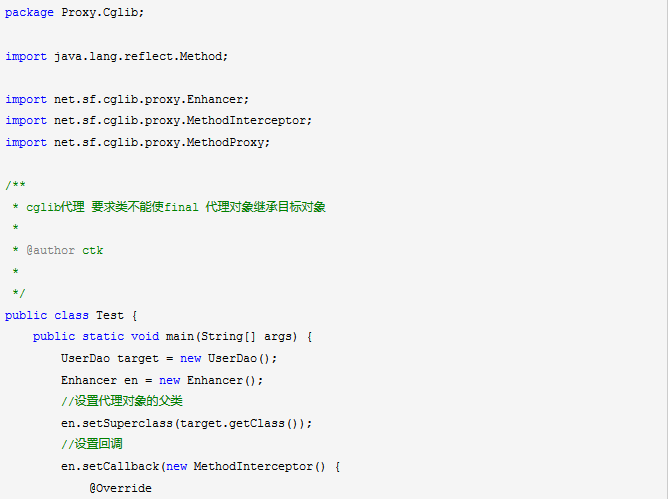 package Proxy.Cglib;
import java.lang.reflect.Method;
import net.sf.cglib.proxy.Enhancer;
import net.sf.cglib.proxy.MethodInterceptor;
import net.sf.cglib.proxy.MethodProxy;
/**
 * cglib代理 要求类不能使final 代理对象继承目标对象
 *
 * @author ctk
 *
 */
public class Test {
    public static void main(String[] args) {
        UserDao target = new UserDao();
        Enhancer en = new Enhancer();
        //设置代理对象的父类
        en.setSuperclass(target.getClass());
        //设置回调
        en.setCallback(new MethodInterceptor() {
            @Override